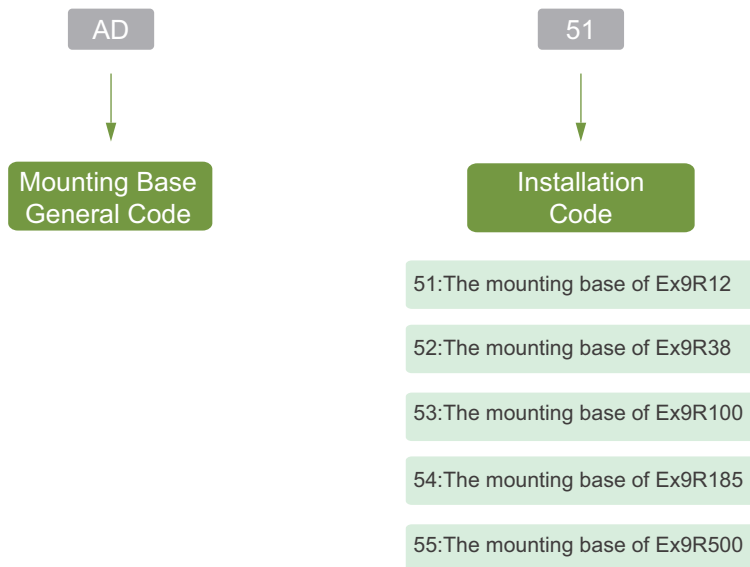 AD
51
Mounting Base
General Code
Installation
Code
51:The mounting base of Ex9R12
52:The mounting base of Ex9R38
53:The mounting base of Ex9R100
54:The mounting base of Ex9R185
55:The mounting base of Ex9R500